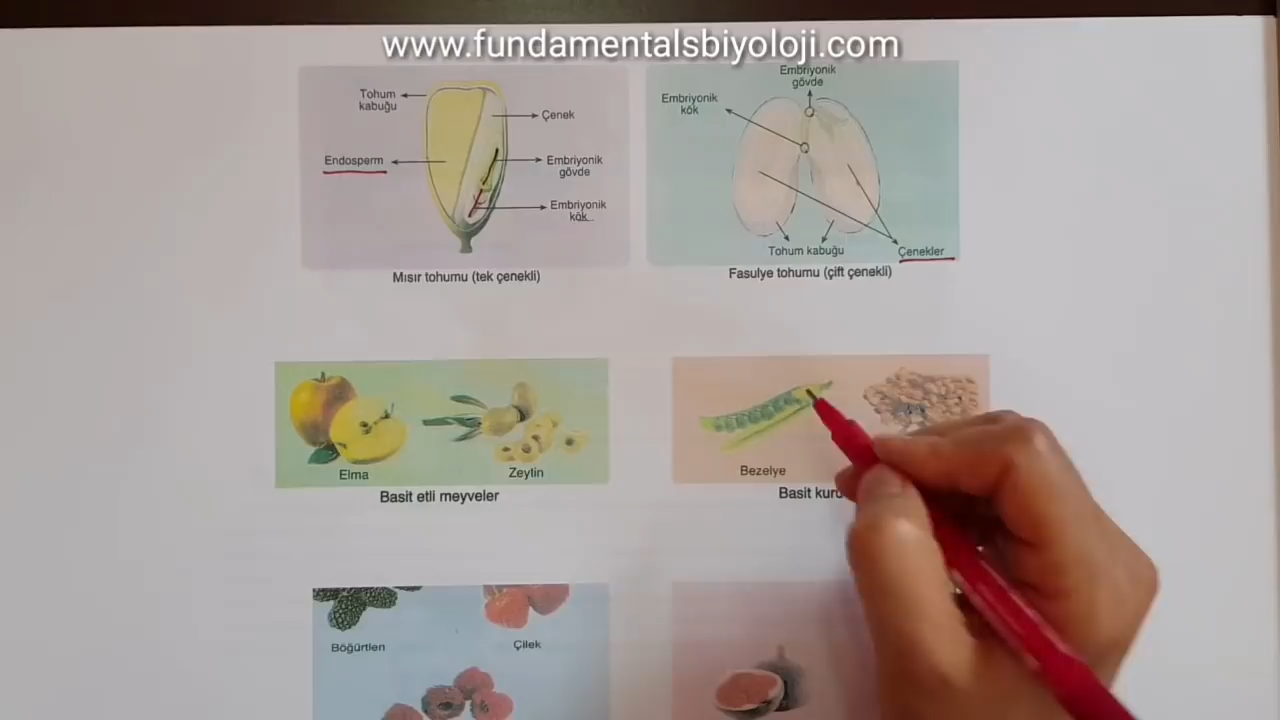 www.fundamentalsbiyoloji.com
Tohum
kabuğu
Çenek
Endosperm
Embriyonik
gövde
Embriyonik
kök
Mısır tohumu (tek çenekli)
Embriyonik
gövde
Embriyonik
kök
Tohum kabuğu
Çenekler
Fasulye tohumu (çift çenekli)
Elma
Zeytin
Basit etli meyveler
Bezelye
Basit kuru
Böğürtlen
Çilek